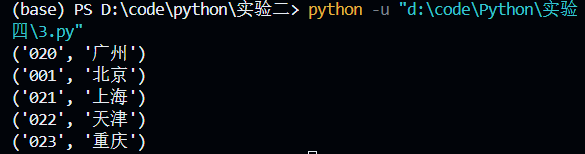 (base) PS D:\code\python\实验二> python -u "d:\code\Python\实验
四\3.py"
('020', '广州')
('001', '北京')
('021', '上海')
('022', '天津')
('023', '重庆')